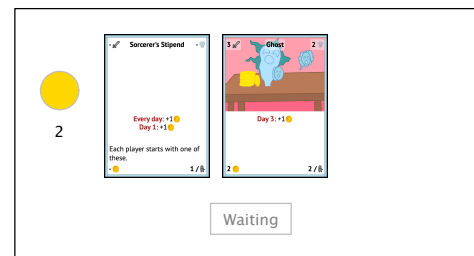 - Sorcerer's Stipend -
Every day: +1
Day 1: +1
Each player starts with one of
these.
- 1 /
3 Ghost 2
Day 3: +1
2 2 /
2
Waiting